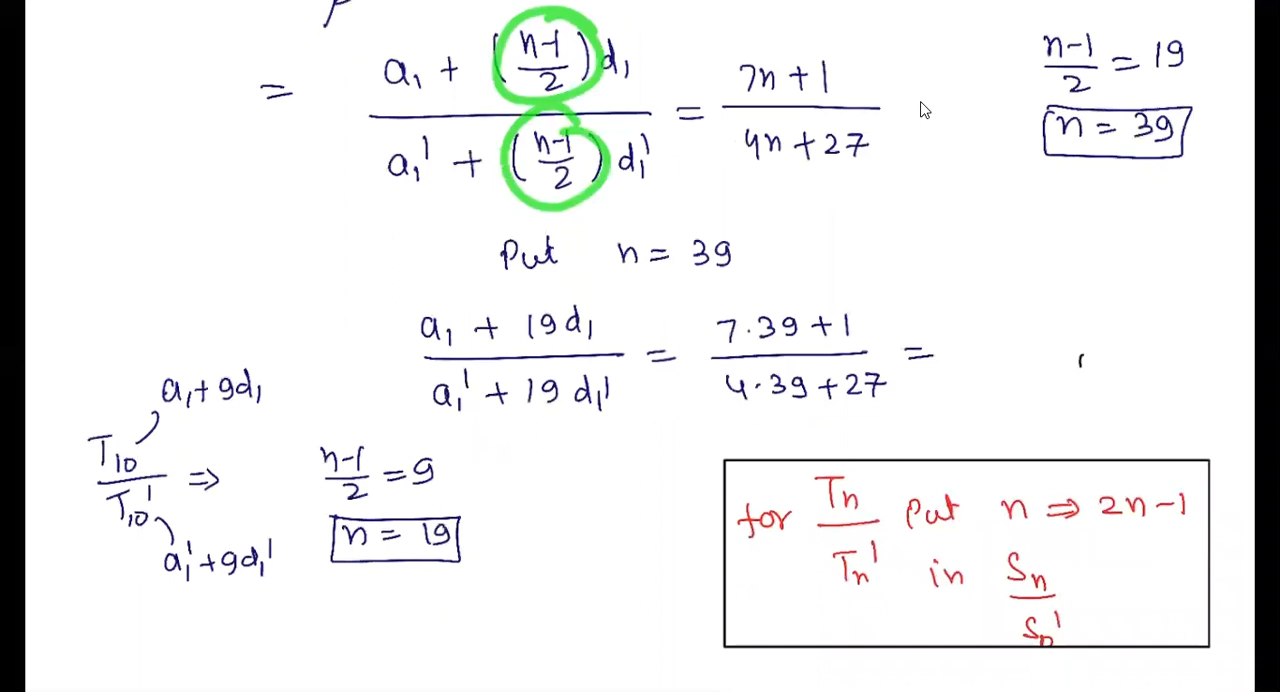 = a₁ + (n-1/2)d₁ / a₁' + (n-1/2)d₁' = 7n + 1 / 4n + 27
n-1/2 = 19
n = 39
Put n = 39
a₁ + 19d₁ / a₁' + 19d₁' = 7·39 + 1 / 4·39 + 27 =
a₁ + 9d₁
T₁₀/T₁₀' ⇒ n-1/2 = 9
n = 19
a₁' + 9d₁'
for Tn/Tn' Put n ⇒ 2n-1
in Sn/Sn'